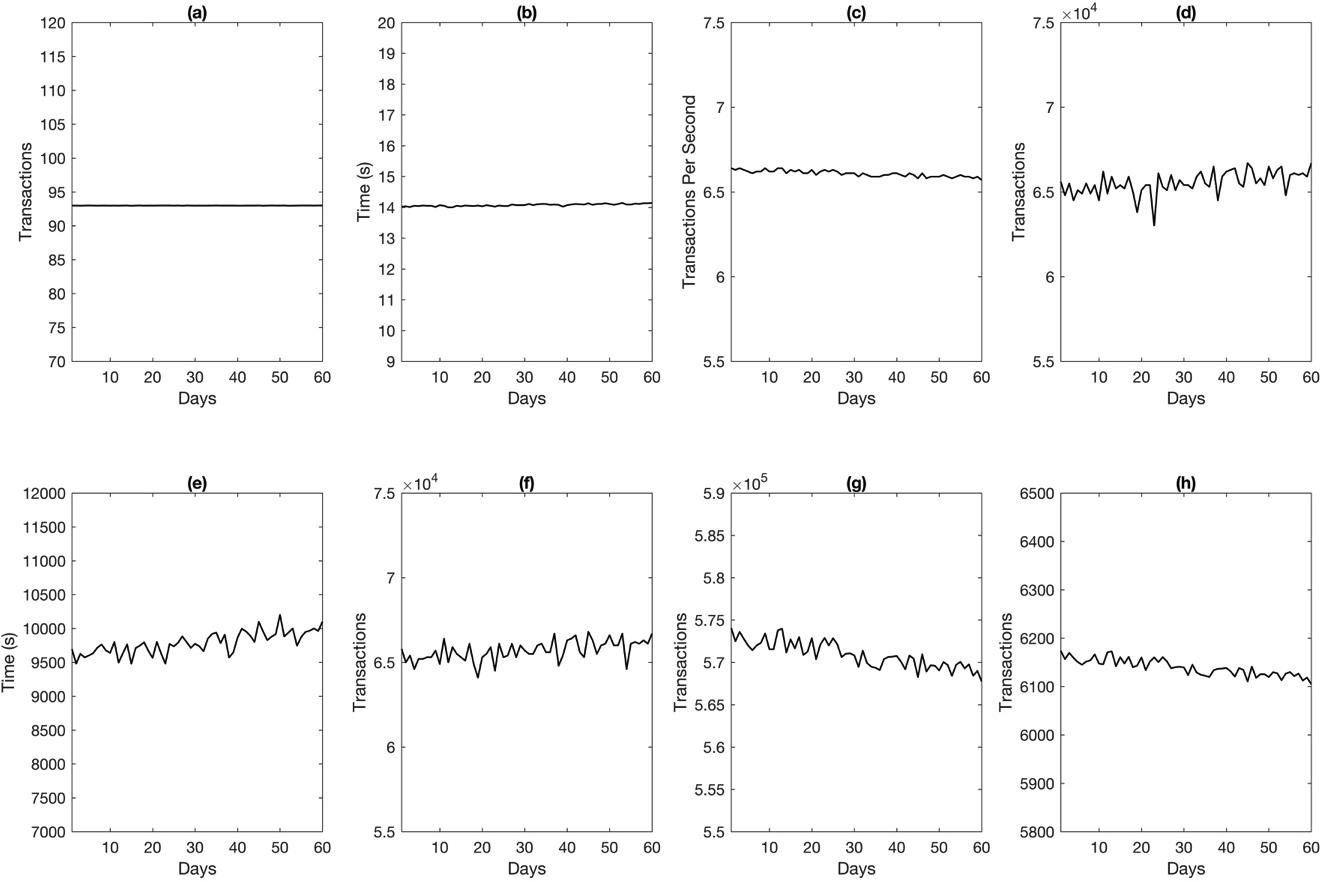 (a)
120
115
110
105
100
95
90
85
80
75
70
Transactions
10 20 30 40 50 60
Days
(b)
20
19
18
17
16
15
14
13
12
11
10
9
Time (s)
10 20 30 40 50 60
Days
(c)
7.5
7
6.5
6
5.5
Transactions Per Second
10 20 30 40 50 60
Days
(d)
×10⁴
7.5
7
6.5
6
5.5
Transactions
10 20 30 40 50 60
Days
(e)
12000
11500
11000
10500
10000
9500
9000
8500
8000
7500
7000
Time (s)
10 20 30 40 50 60
Days
(f)
×10⁴
7.5
7
6.5
6
5.5
Transactions
10 20 30 40 50 60
Days
(g)
×10⁵
5.9
5.85
5.8
5.75
5.7
5.65
5.6
5.55
5.5
Transactions
10 20 30 40 50 60
Days
(h)
6500
6400
6300
6200
6100
6000
5900
5800
Transactions
10 20 30 40 50 60
Days